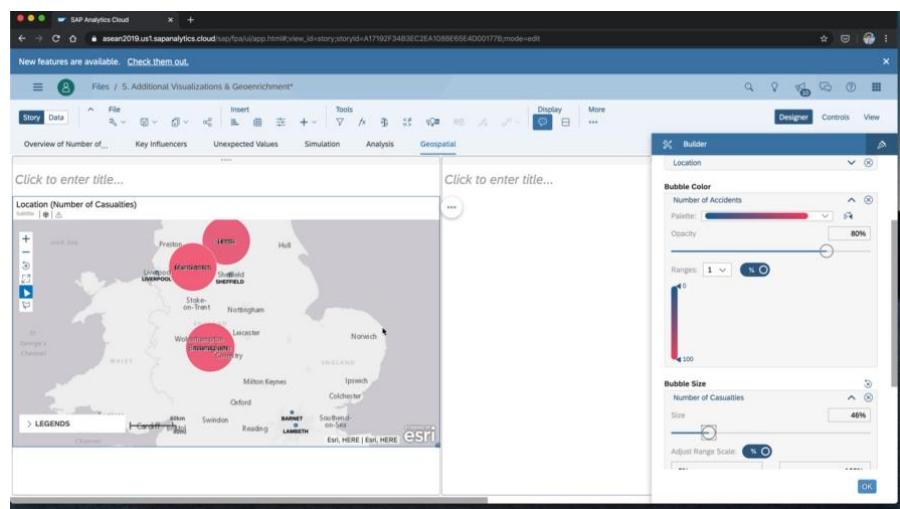 SAP Analytics Cloud
asean2019.us1.sapanalytics.cloud/sap/fpa/ui/app.html#;view_id=story;storyId=A17192F34B3EC2EA10BBE65E4D00177B;mode=edit
New features are available. Check them out.
Files / 5. Additional Visualizations & Geoenrichment*
Story Data File Insert Tools Display More
Designer Controls View
Overview of Number of_ Key Influencers Unexpected Values Simulation Analysis Geospatial
Builder
Location
Click to enter title...
Click to enter title...
Location (Number of Casualties)
Bubble Color
Number of Accidents
Palette:
Opacity 80%
Ranges: 1 %
0
100
Preston
Leeds
Hull
Liverpool
LIVERPOOL
Sheffield
SHEFFIELD
Stoke-
on-Trent
Nottingham
Leicester
Norwich
WALES
ENGLAND
Milton Keynes
Ipswich
Colchester
Oxford
Swindon
BARNET
Southend-
on-Sea
Cardiff
Reading
LAMBETH
> LEGENDS
Esri, HERE | Esri, HERE
esri
Bubble Size
Number of Casualties
Size 46%
Adjust Range Scale: %
OK